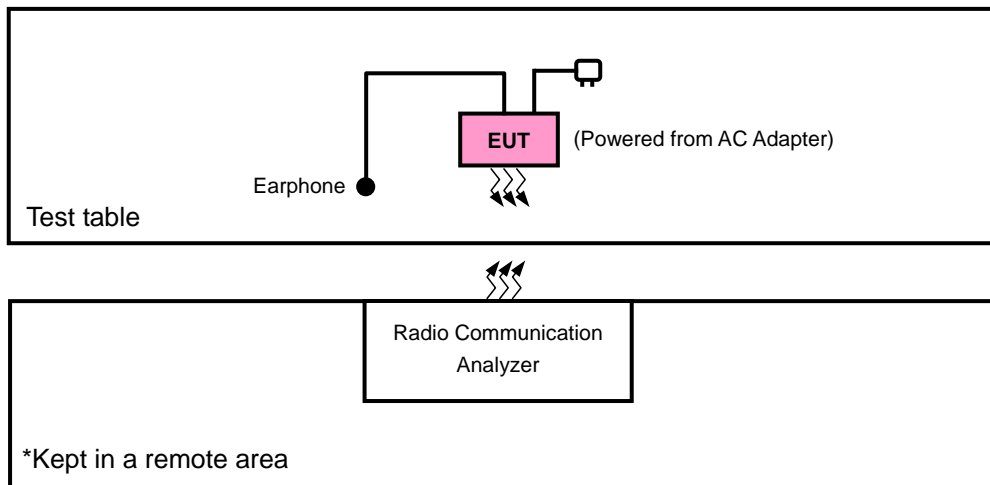 EUT
(Powered from AC Adapter)
Earphone
Test table
Radio Communication
Analyzer
*Kept in a remote area